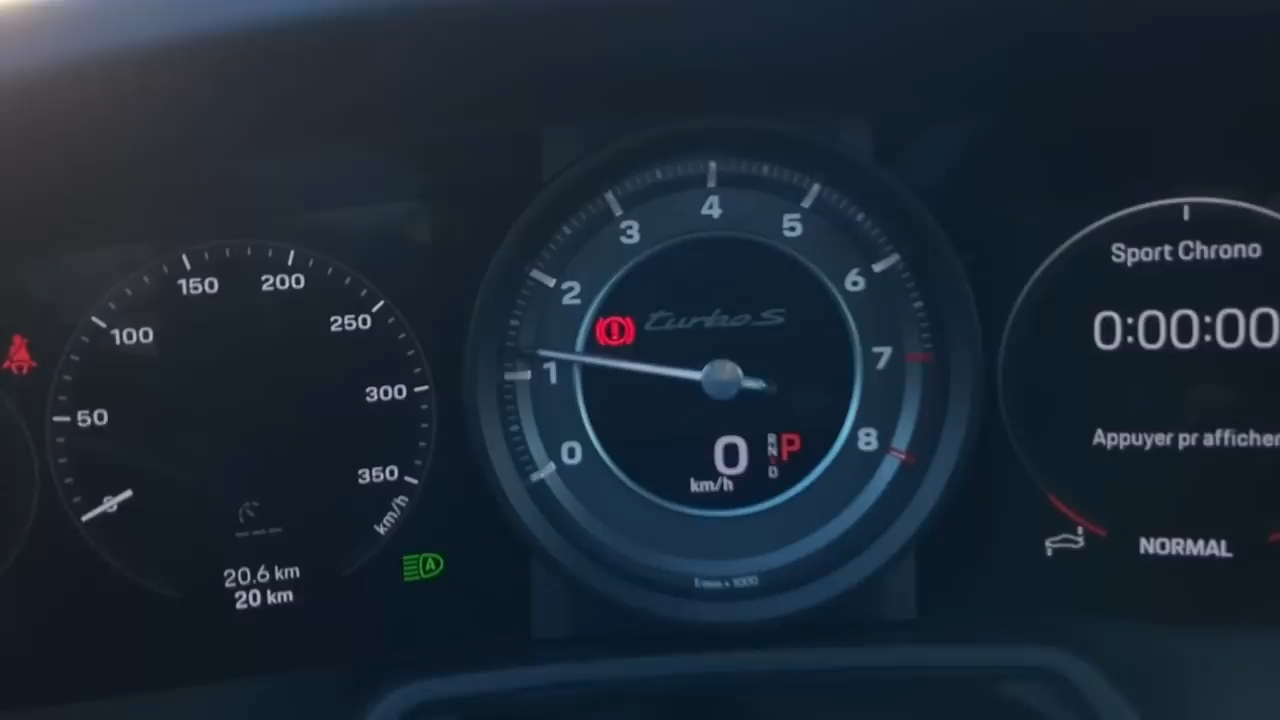 50
100
150
200
250
300
350
km/h
20.6 km
20 km
0
1
2
3
4
5
6
7
8
turbo S
0
km/h
R
N
D
P
Sport Chrono
0:00:00
Appuyer pr afficher
NORMAL
A